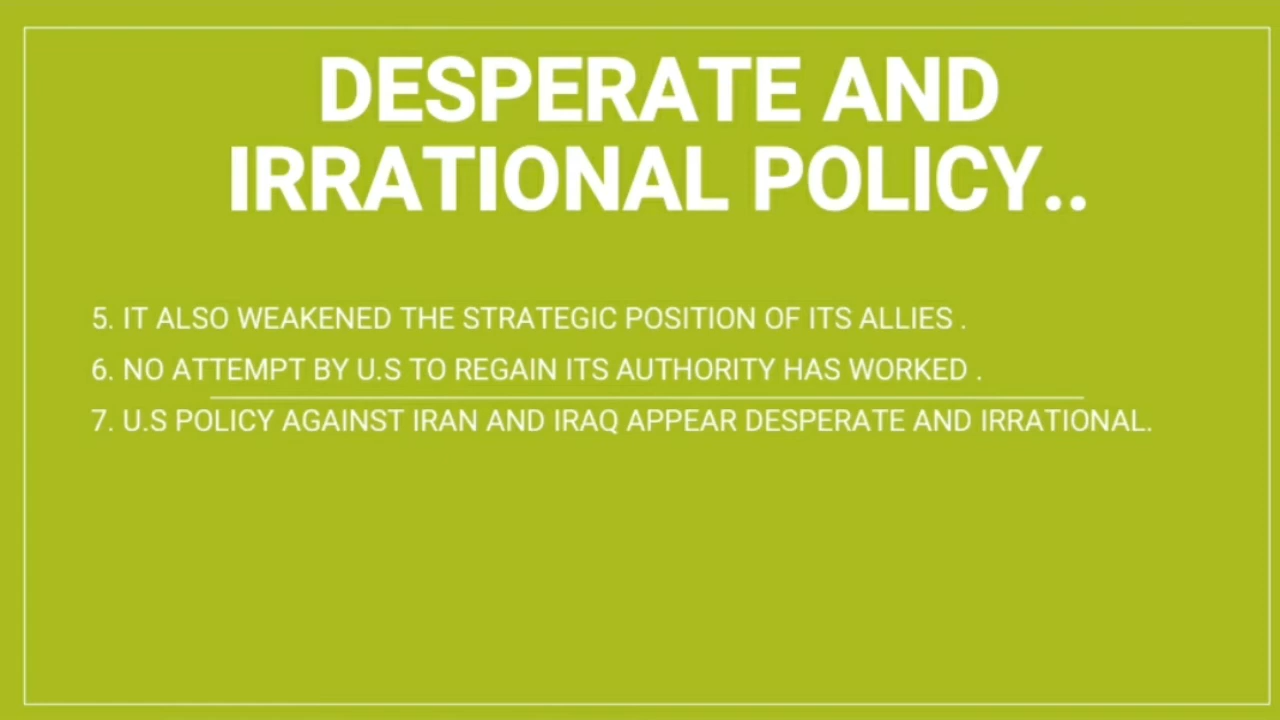 DESPERATE AND
IRRATIONAL POLICY..
5. IT ALSO WEAKENED THE STRATEGIC POSITION OF ITS ALLIES .
6. NO ATTEMPT BY U.S TO REGAIN ITS AUTHORITY HAS WORKED .
7. U.S POLICY AGAINST IRAN AND IRAQ APPEAR DESPERATE AND IRRATIONAL.